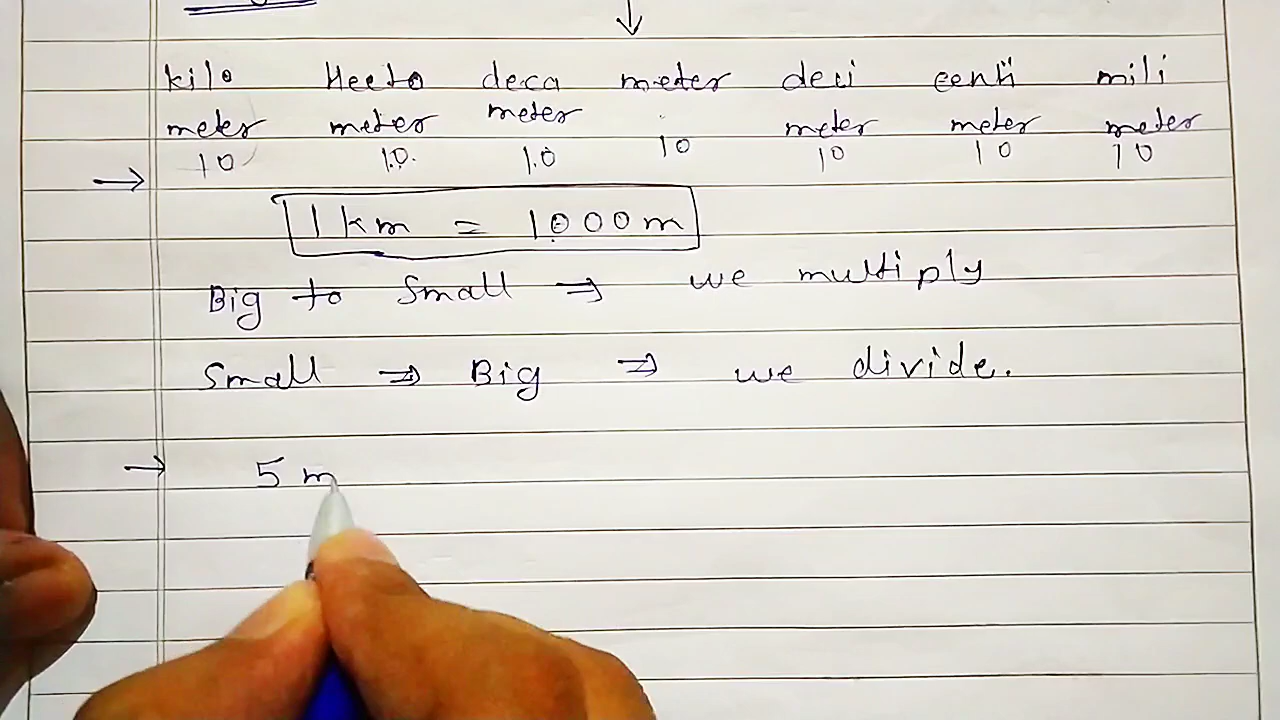 kilo Hecto deca meter deci centi mili
meter meter meter meter meter meter
10 10 10 10 10 10 10
1 km = 1000 m
Big to Small ⇒ we multiply
Small ⇒ Big ⇒ we divide.
→ 5 m